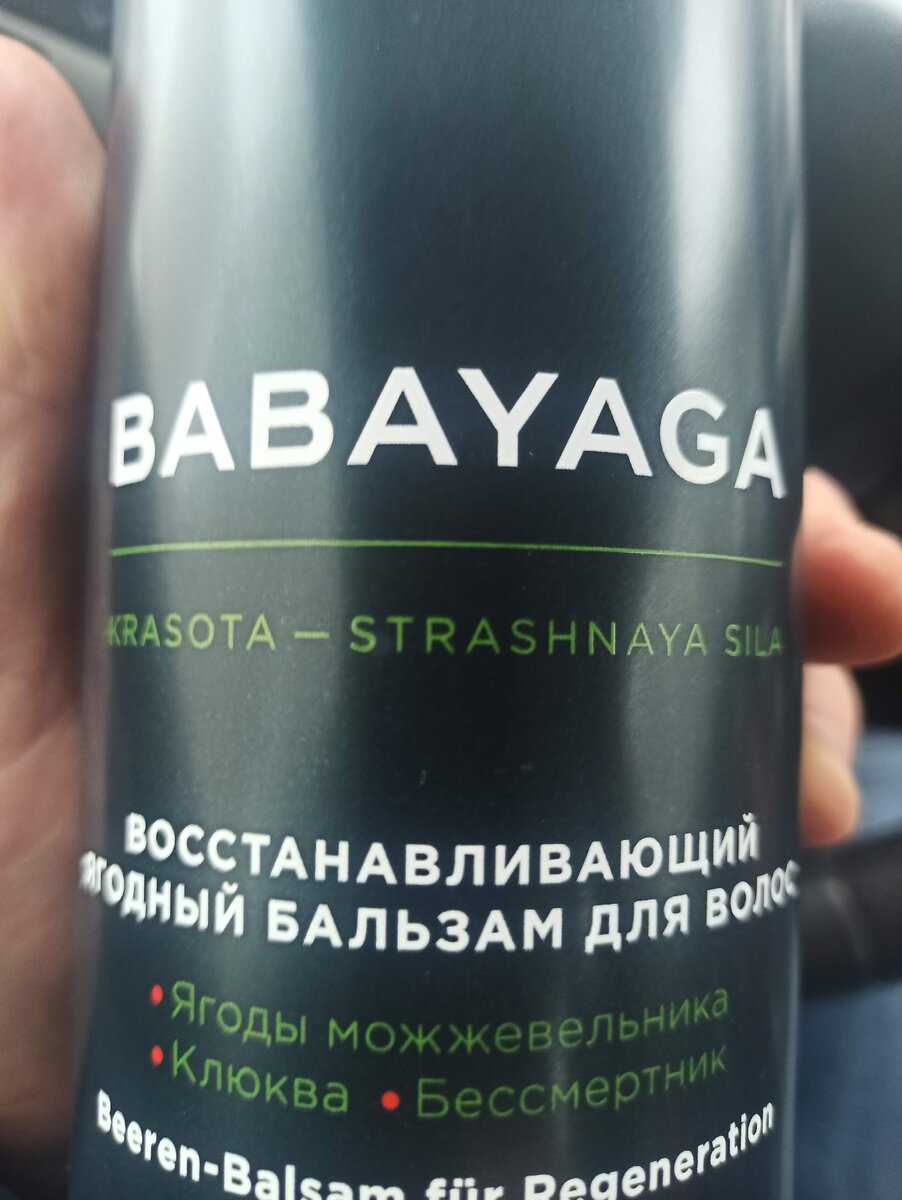 BABAYAGA
KRASOTA — STRASHNAYA SILA
ВОССТАНАВЛИВАЮЩИЙ
ЯГОДНЫЙ БАЛЬЗАМ ДЛЯ ВОЛОС
• Ягоды можжевельника
• Клюква • Бессмертник
Beeren-Balsam für Regeneration